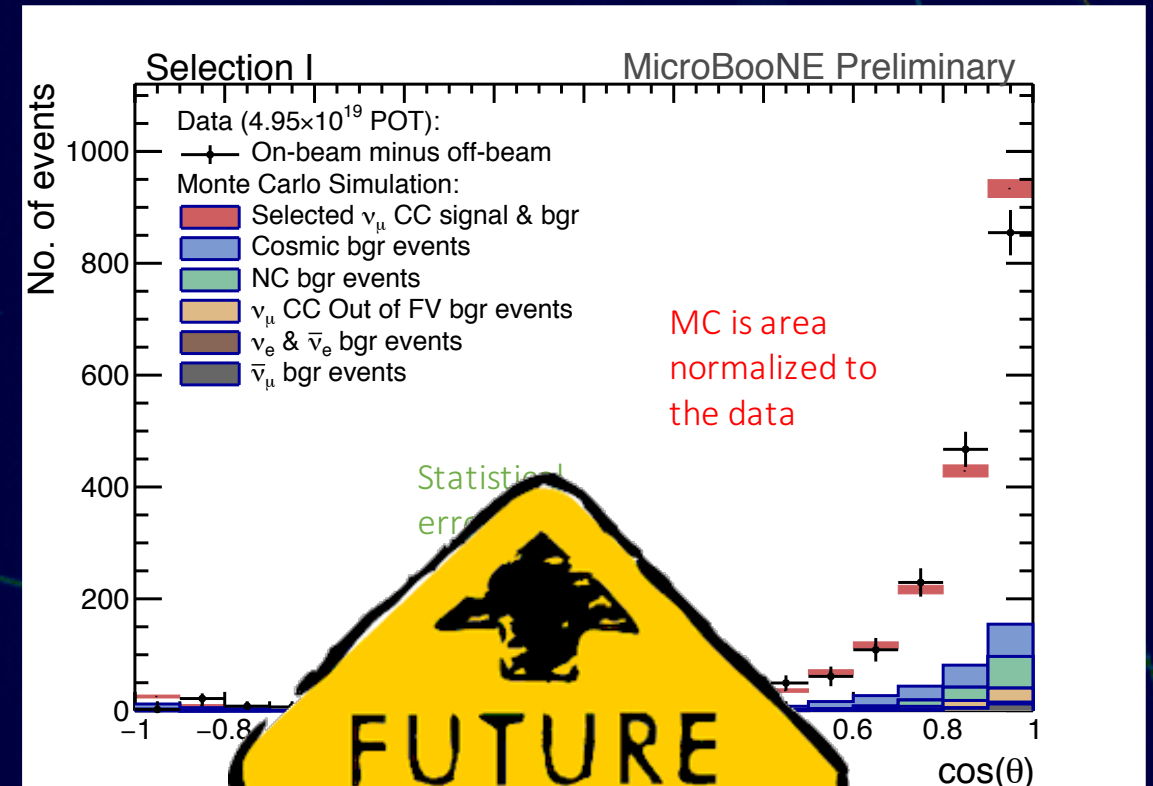 Selection I
MicroBooNE Preliminary
No. of events
Data (4.95×10¹⁹ POT):
On-beam minus off-beam
Monte Carlo Simulation:
Selected νμ CC signal & bgr
Cosmic bgr events
NC bgr events
νμ CC Out of FV bgr events
νe & ν̅e bgr events
ν̅μ bgr events
1000
800
600
400
200
0
MC is area
normalized to
the data
−1
−0.8
0.6
0.8
1
cos(θ)
FUTURE